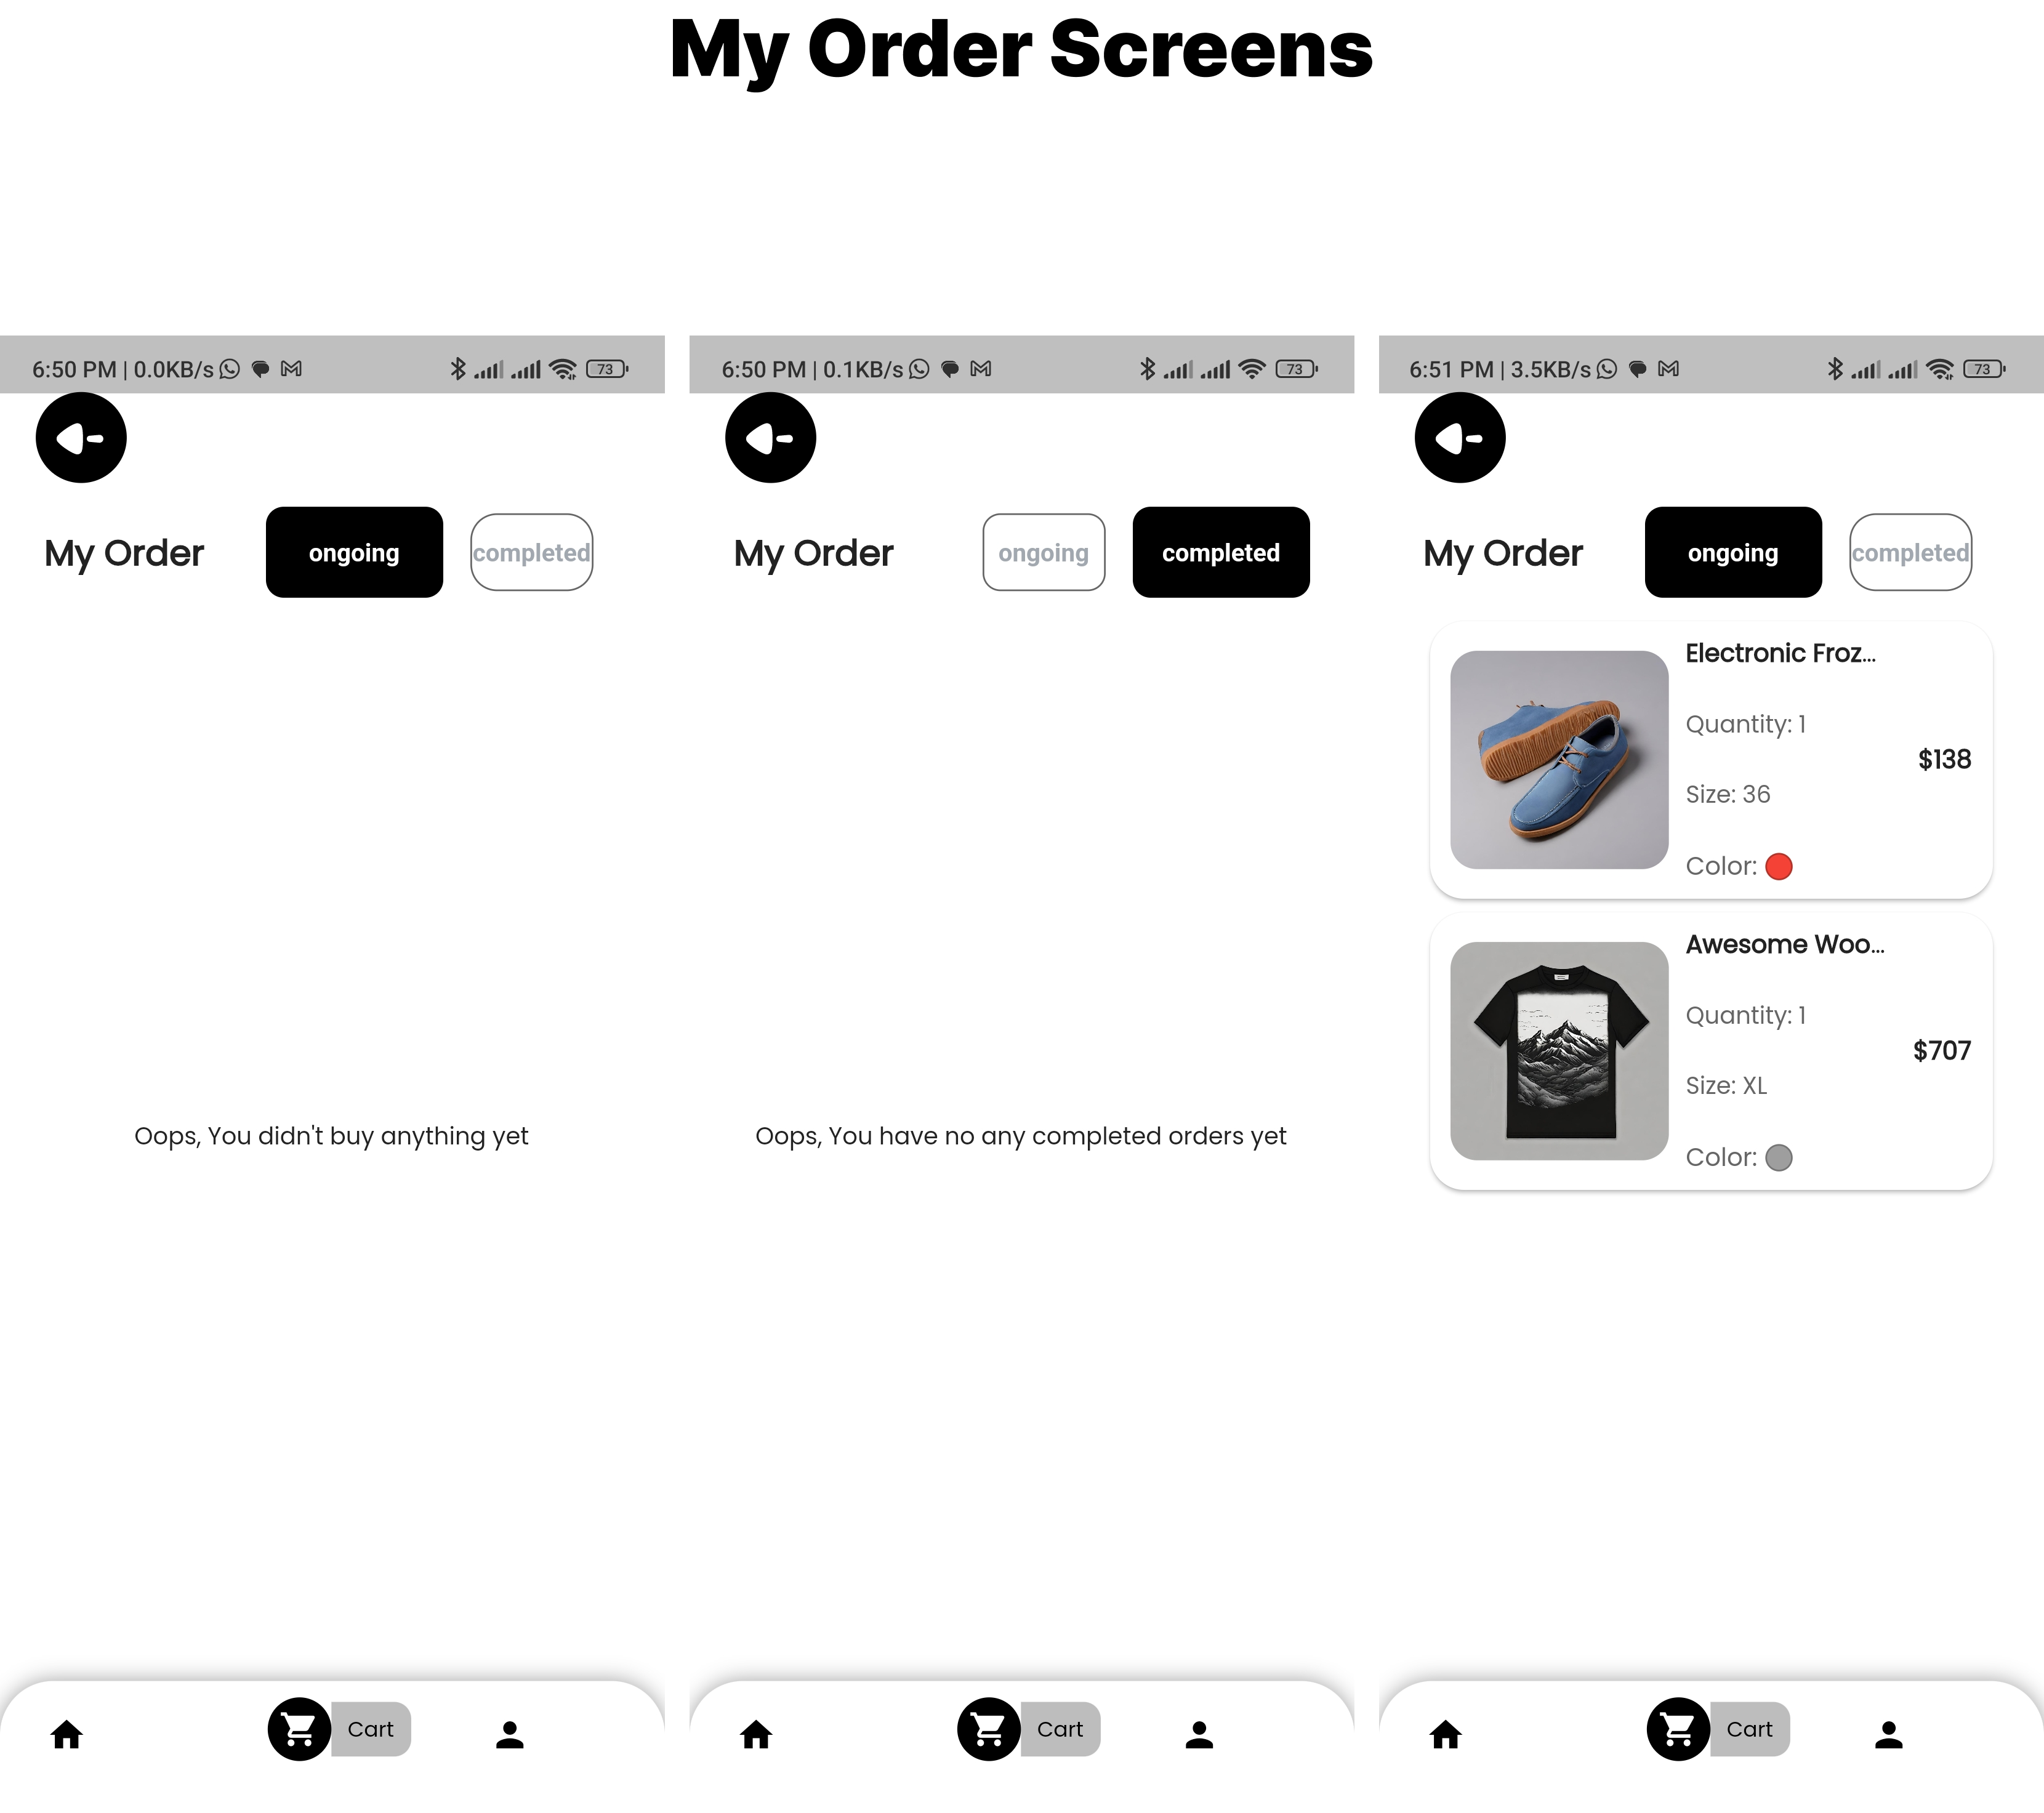 My Order Screens
6:50 PM | 0.0KB/s
73
My Order
ongoing
completed
Oops, You didn't buy anything yet
Cart
6:50 PM | 0.1KB/s
73
My Order
ongoing
completed
Oops, You have no any completed orders yet
Cart
6:51 PM | 3.5KB/s
73
My Order
ongoing
completed
Electronic Froz...
Quantity: 1
$138
Size: 36
Color:
Awesome Woo...
Quantity: 1
$707
Size: XL
Color:
Cart